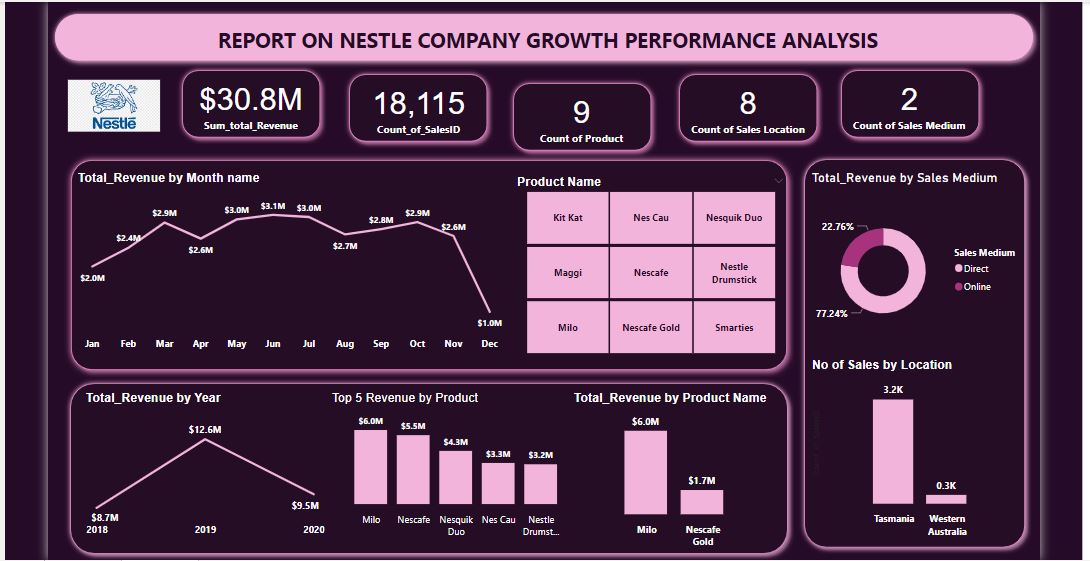 REPORT ON NESTLE COMPANY GROWTH PERFORMANCE ANALYSIS
Nestlé
$30.8M
Sum_total_Revenue
18,115
Count_of_SalesID
9
Count of Product
8
Count of Sales Location
2
Count of Sales Medium
Total_Revenue by Month name
$2.0M
$2.4M
$2.9M
$2.6M
$3.0M
$3.1M
$3.0M
$2.7M
$2.8M
$2.9M
$2.6M
$1.0M
Jan Feb Mar Apr May Jun Jul Aug Sep Oct Nov Dec
Product Name
Kit Kat
Nes Cau
Nesquik Duo
Maggi
Nescafe
Nestle
Drumstick
Milo
Nescafe Gold
Smarties
Total_Revenue by Sales Medium
22.76%
77.24%
Sales Medium
Direct
Online
No of Sales by Location
3.2K
0.3K
Tasmania
Western
Australia
Total_Revenue by Year
$8.7M
$12.6M
$9.5M
2018 2019 2020
Top 5 Revenue by Product
$6.0M
$5.5M
$4.3M
$3.3M
$3.2M
Milo
Nescafe
Nesquik
Duo
Nes Cau
Nestle
Drumst...
Total_Revenue by Product Name
$6.0M
$1.7M
Milo
Nescafe
Gold